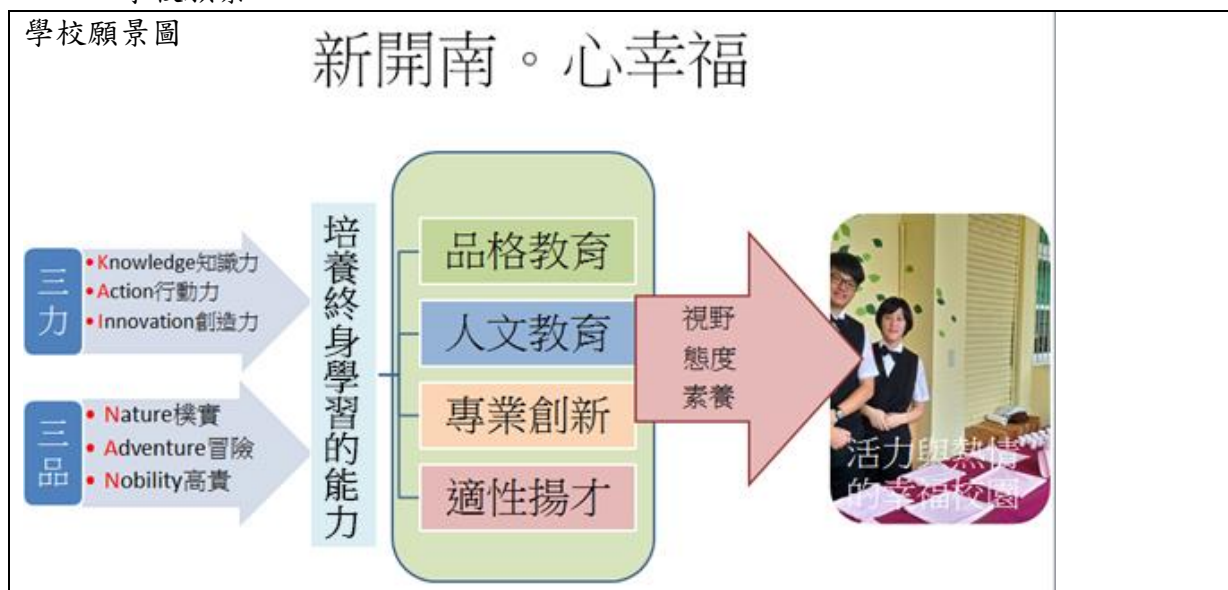 學校願景圖
新開南。心幸福
三力
•Knowledge知識力
•Action行動力
•Innovation創造力
三品
• Nature樸實
• Adventure冒險
• Nobility高貴
培養終身學習的能力
品格教育
人文教育
專業創新
適性揚才
視野
態度
素養
活力與熱情
的幸福校園